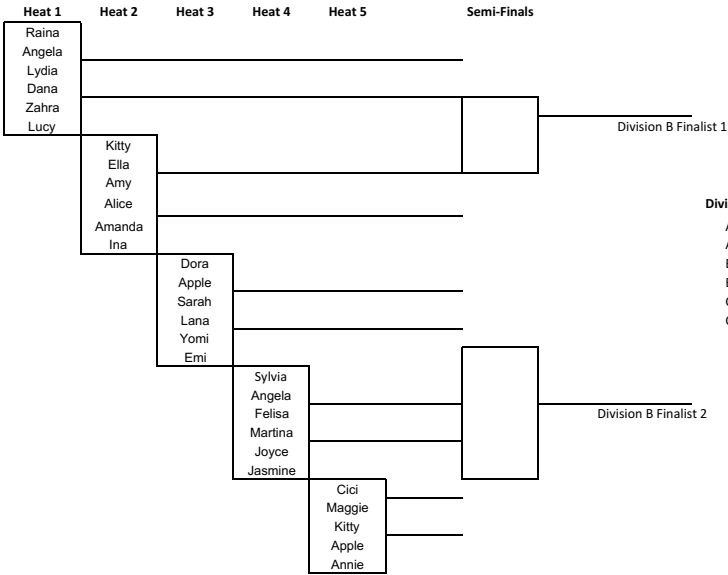 Heat 1 Heat 2 Heat 3 Heat 4 Heat 5 Semi-Finals
Raina
Angela
Lydia
Dana
Zahra
Lucy
Division B Finalist 1
Kitty
Ella
Amy
Alice
Amanda
Ina
Divi
Dora
Apple
Sarah
Lana
Yomi
Emi
Sylvia
Angela
Felisa
Martina
Joyce
Jasmine
Division B Finalist 2
Cici
Maggie
Kitty
Apple
Annie